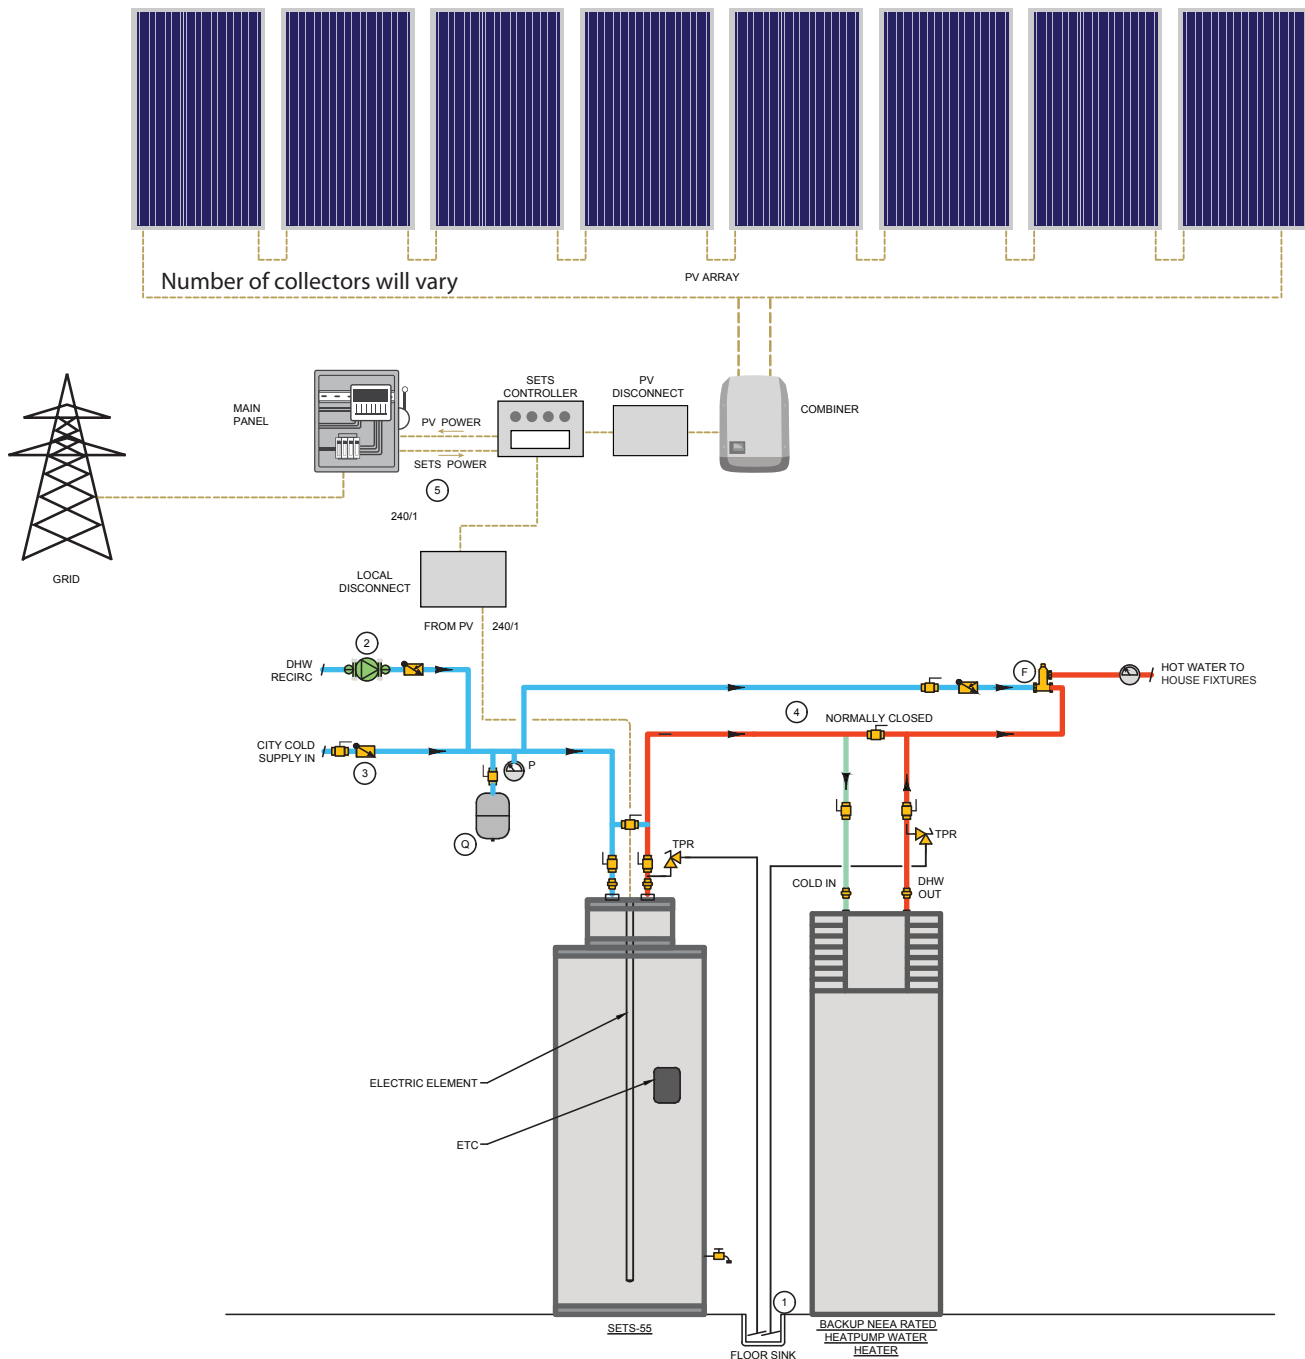 Number of collectors will vary
PV ARRAY
MAIN
PANEL
PV POWER
SETS POWER
5
240/1
SETS
CONTROLLER
PV
DISCONNECT
COMBINER
GRID
LOCAL
DISCONNECT
FROM PV 240/1
2
DHW
RECIRC
CITY COLD
SUPPLY IN
3
P
Q
4
NORMALLY CLOSED
F
HOT WATER TO
HOUSE FIXTURES
TPR
TPR
COLD IN
DHW
OUT
ELECTRIC ELEMENT
ETC
1
SETS-55
FLOOR SINK
BACKUP NEEA RATED
HEATPUMP WATER
HEATER